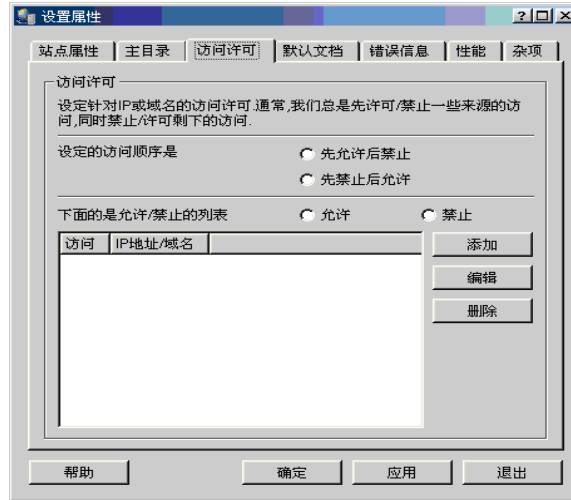 设置属性
站点属性 主目录 访问许可 默认文档 错误信息 性能 杂项
访问许可
设定针对IP或域名的访问许可.通常,我们总是先许可/禁止一些来源的访
问,同时禁止/许可剩下的访问.
设定的访问顺序是 先允许后禁止
先禁止后允许
下面的是允许/禁止的列表 允许 禁止
访问 IP地址/域名 添加
编辑
删除
帮助 确定 应用 退出